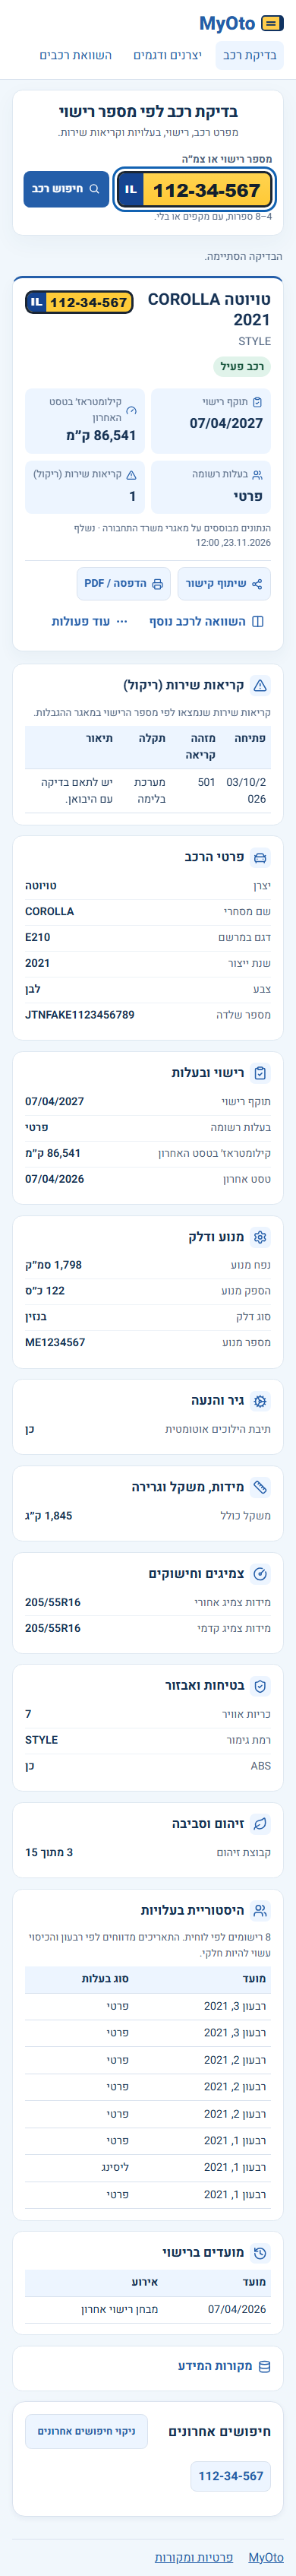 MyOto
בדיקת רכב
יצרנים ודגמים
השוואת רכבים
בדיקת רכב לפי מספר רישוי
מפרט רכב, רישוי, בעלויות וקריאות שירות.
מספר רישוי או צמ״ה
IL 112-34-567
חיפוש רכב
4–8 ספרות, עם מקפים או בלי.
הבדיקה הסתיימה.
טויוטה COROLLA
2021
IL 112-34-567
STYLE
רכב פעיל
תוקף רישוי
07/04/2027
קילומטראז׳ בטסט
האחרון
86,541 ק״מ
בעלות רשומה
פרטי
קריאות שירות (ריקול)
1
הנתונים מבוססים על מאגרי משרד התחבורה · נשלף
23.11.2026, 12:00
שיתוף קישור
הדפסה / PDF
השוואה לרכב נוסף
עוד פעולות
קריאות שירות (ריקול)
קריאות שירות שנמצאו לפי מספר הרישוי במאגר ההגבלות.
פתיחה
מזהה
קריאה
תקלה
תיאור
03/10/2
026
501
מערכת
בלימה
יש לתאם בדיקה
עם היבואן.
פרטי הרכב
יצרן
טויוטה
שם מסחרי
COROLLA
דגם במרשם
E210
שנת ייצור
2021
צבע
לבן
מספר שלדה
JTNFAKE1123456789
רישוי ובעלות
תוקף רישוי
07/04/2027
בעלות רשומה
פרטי
קילומטראז׳ בטסט האחרון
86,541 ק״מ
טסט אחרון
07/04/2026
מנוע ודלק
נפח מנוע
1,798 סמ״ק
הספק מנוע
122 כ״ס
סוג דלק
בנזין
מספר מנוע
ME1234567
גיר והנעה
תיבת הילוכים אוטומטית
כן
מידות, משקל וגרירה
משקל כולל
1,845 ק״ג
צמיגים וחישוקים
מידות צמיג אחורי
205/55R16
מידות צמיג קדמי
205/55R16
בטיחות ואבזור
כריות אוויר
7
רמת גימור
STYLE
ABS
כן
זיהום וסביבה
קבוצת זיהום
3 מתוך 15
היסטוריית בעלויות
8 רישומים לפי לוחית. התאריכים מדווחים לפי רבעון והכיסוי
עשוי להיות חלקי.
מועד
סוג בעלות
רבעון 3, 2021
פרטי
רבעון 3, 2021
פרטי
רבעון 2, 2021
פרטי
רבעון 2, 2021
פרטי
רבעון 2, 2021
פרטי
רבעון 1, 2021
פרטי
רבעון 1, 2021
ליסינג
רבעון 1, 2021
פרטי
מועדים ברישוי
מועד
אירוע
07/04/2026
מבחן רישוי אחרון
מקורות המידע
חיפושים אחרונים
ניקוי חיפושים אחרונים
112-34-567
MyOto
פרטיות ומקורות